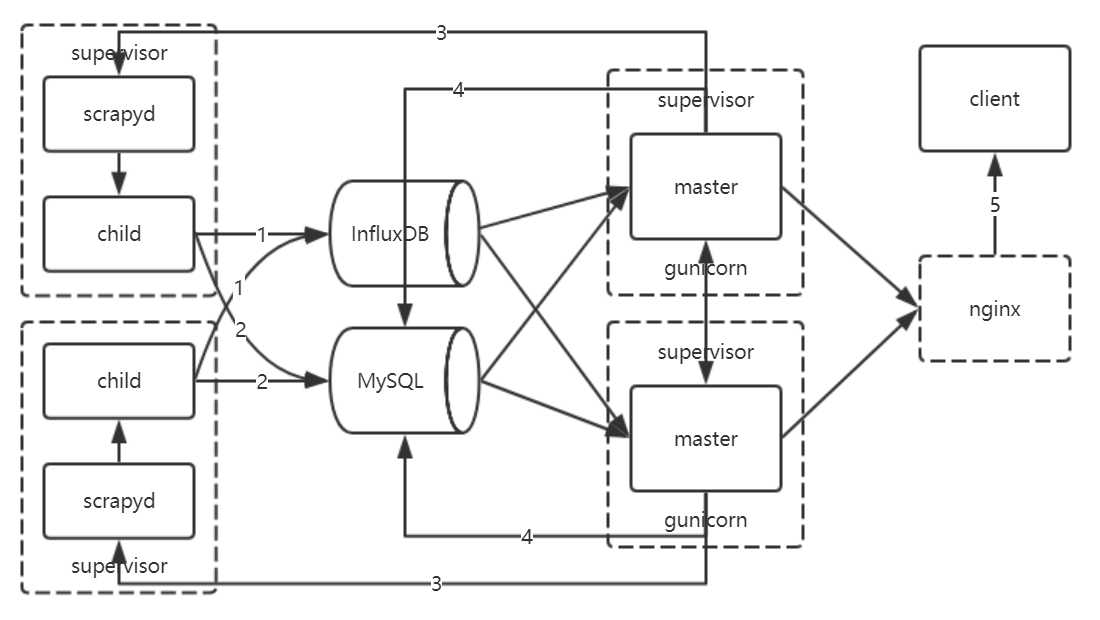 3
supervisor
4
supervisor
client
scrapyd
master
5
child
1
InfluxDB
gunicorn
1
nginx
2
supervisor
child
2
MySQL
master
scrapyd
gunicorn
4
supervisor
3